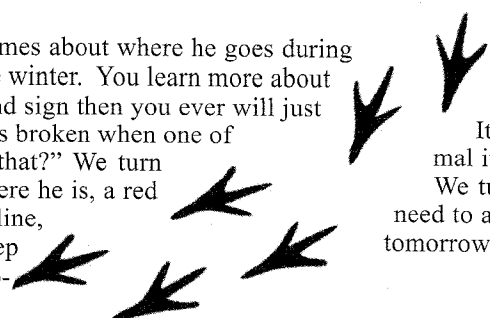 mes about where he goes during
winter. You learn more about
nd sign then you ever will just
s broken when one of
that?” We turn
ere he is, a red
line,
ep
-
It
mal i
We tu
need to a
tomorrow